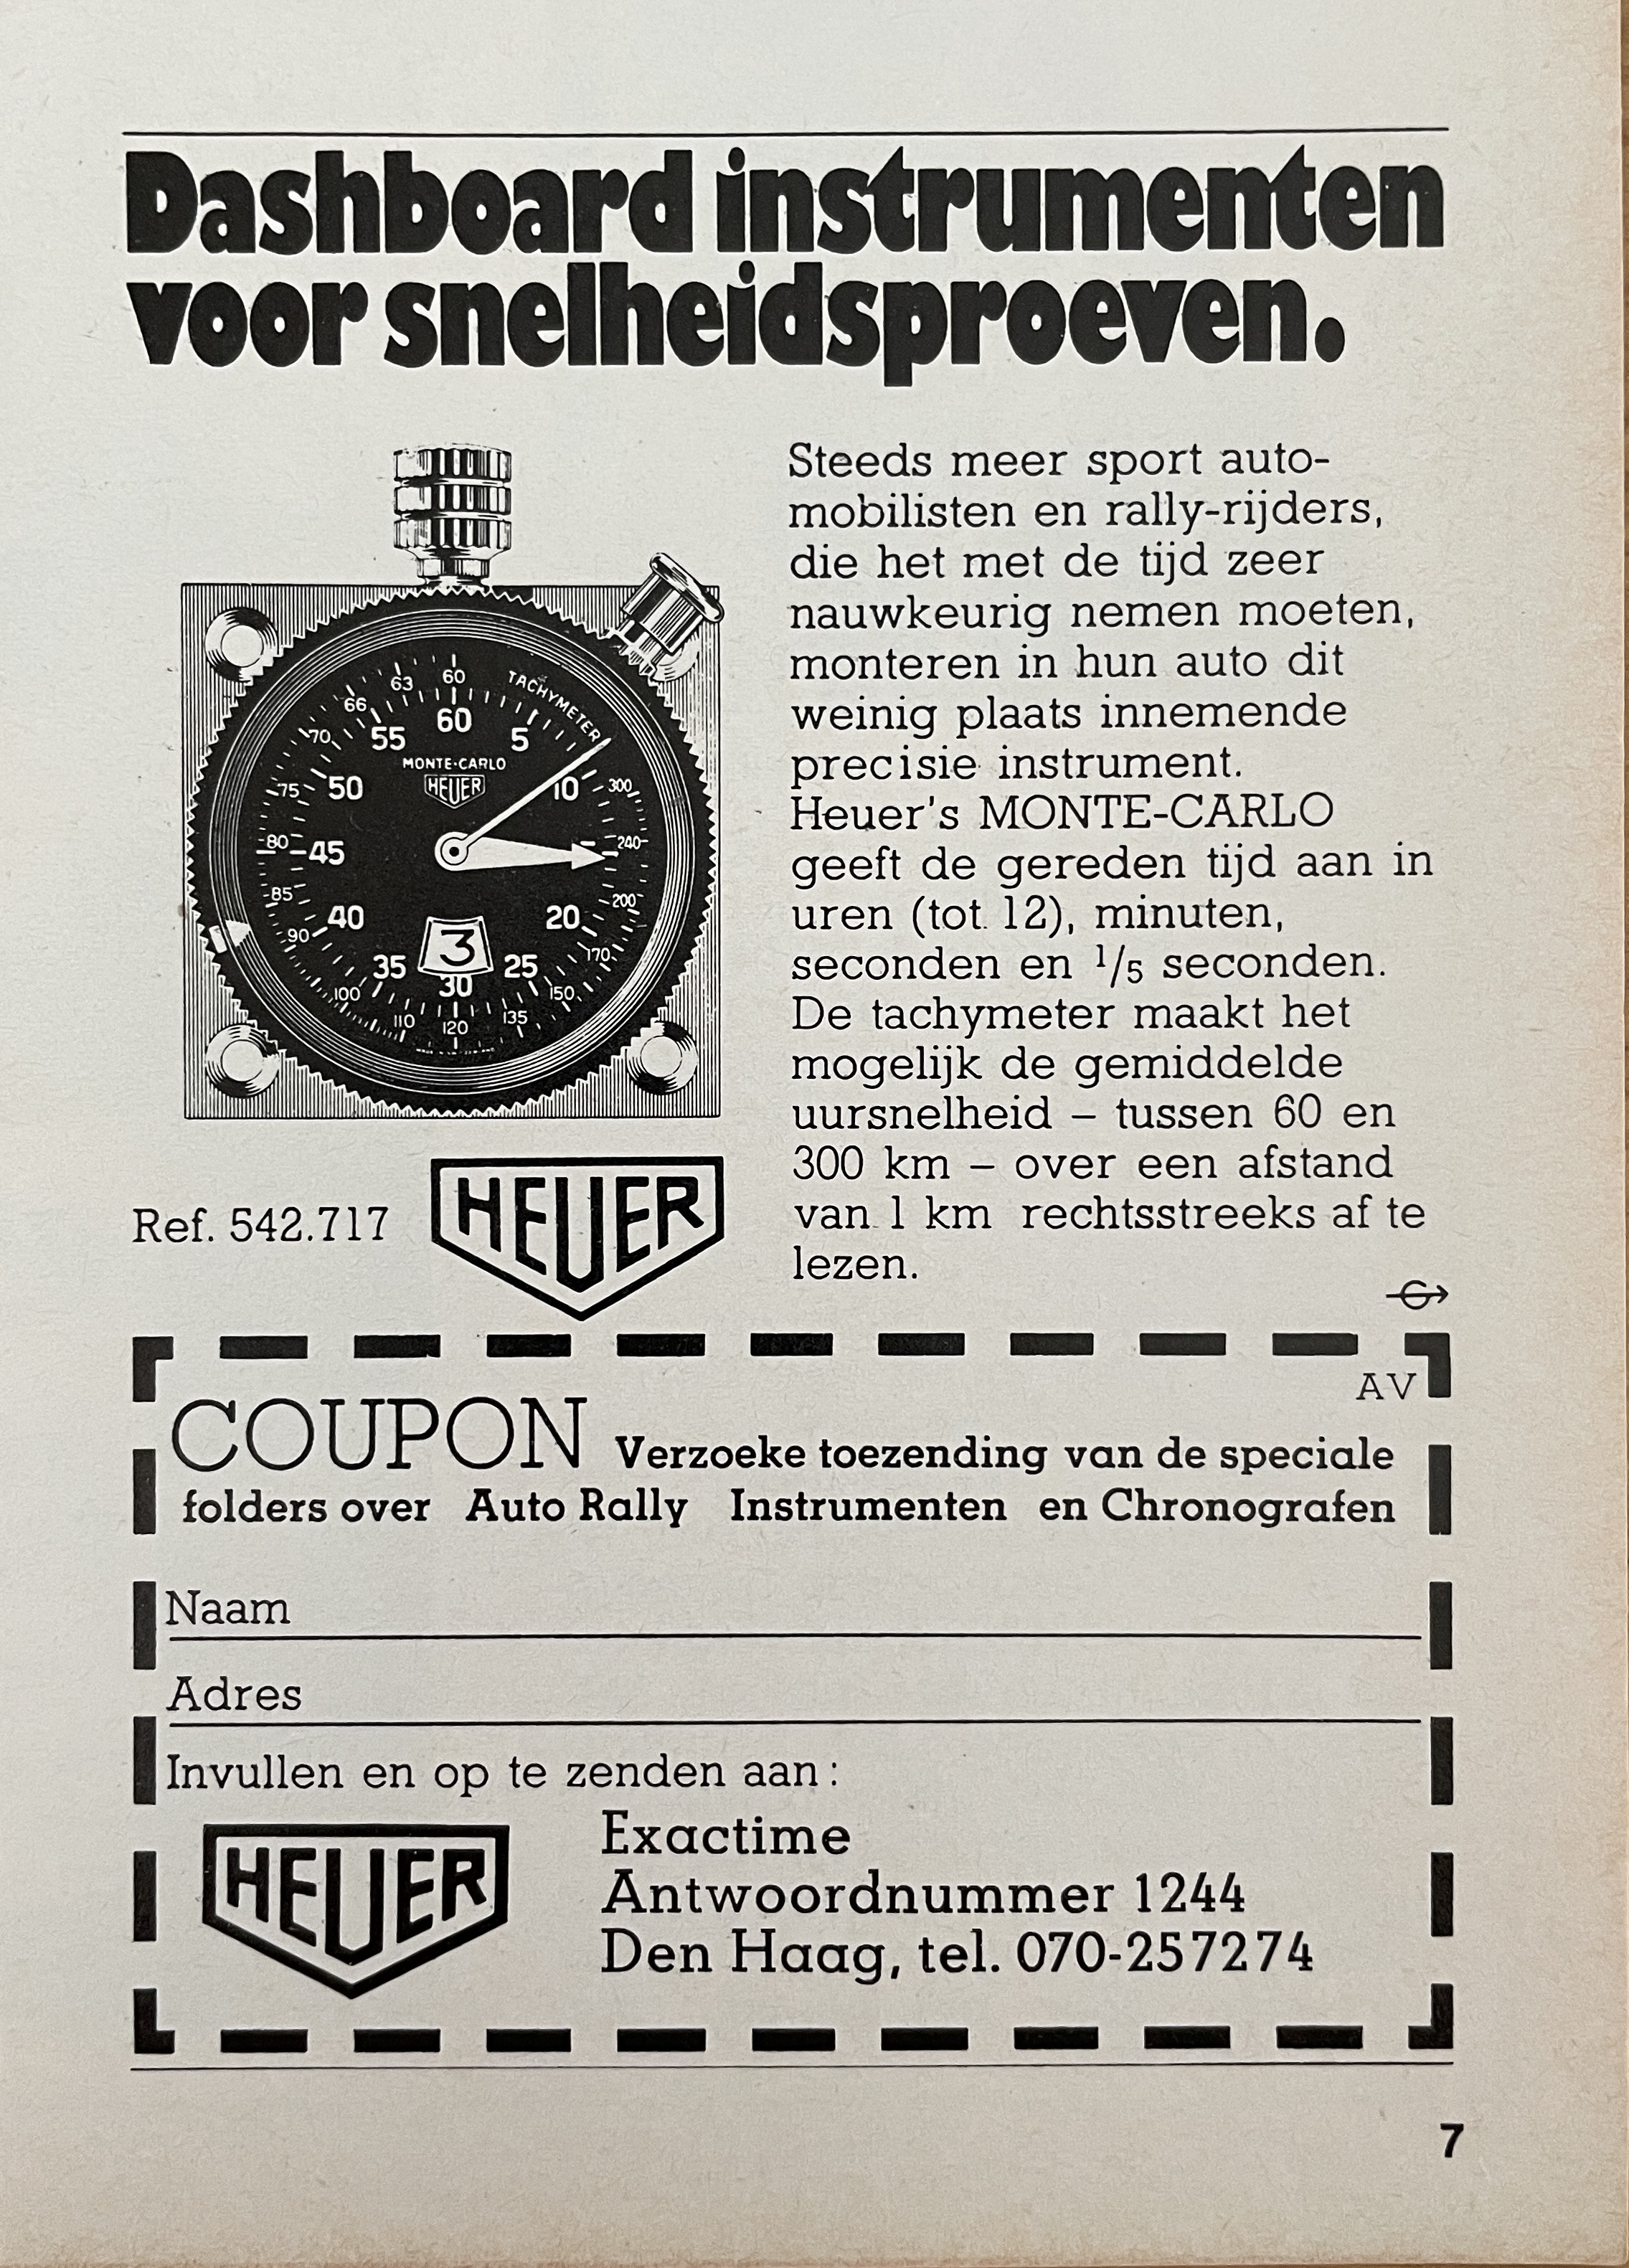 Dashboard instrumenten
voor snelheidsproeven.
TACHYMETER
60
63
66
70
75
80
85
90
100
110
120
135
150
170
200
240
300
60
5
10
20
25
30
35
40
45
50
55
MONTE-CARLO
HEUER
3
Ref. 542.717
HEUER
Steeds meer sport auto-
mobilisten en rally-rijders,
die het met de tijd zeer
nauwkeurig nemen moeten,
monteren in hun auto dit
weinig plaats innemende
precisie instrument.
Heuer's MONTE-CARLO
geeft de gereden tijd aan in
uren (tot 12), minuten,
seconden en 1/5 seconden.
De tachymeter maakt het
mogelijk de gemiddelde
uursnelheid – tussen 60 en
300 km – over een afstand
van 1 km rechtsstreeks af te
lezen.
AV
COUPON Verzoeke toezending van de speciale
folders over Auto Rally Instrumenten en Chronografen
Naam
Adres
Invullen en op te zenden aan:
HEUER
Exactime
Antwoordnummer 1244
Den Haag, tel. 070-257274
7